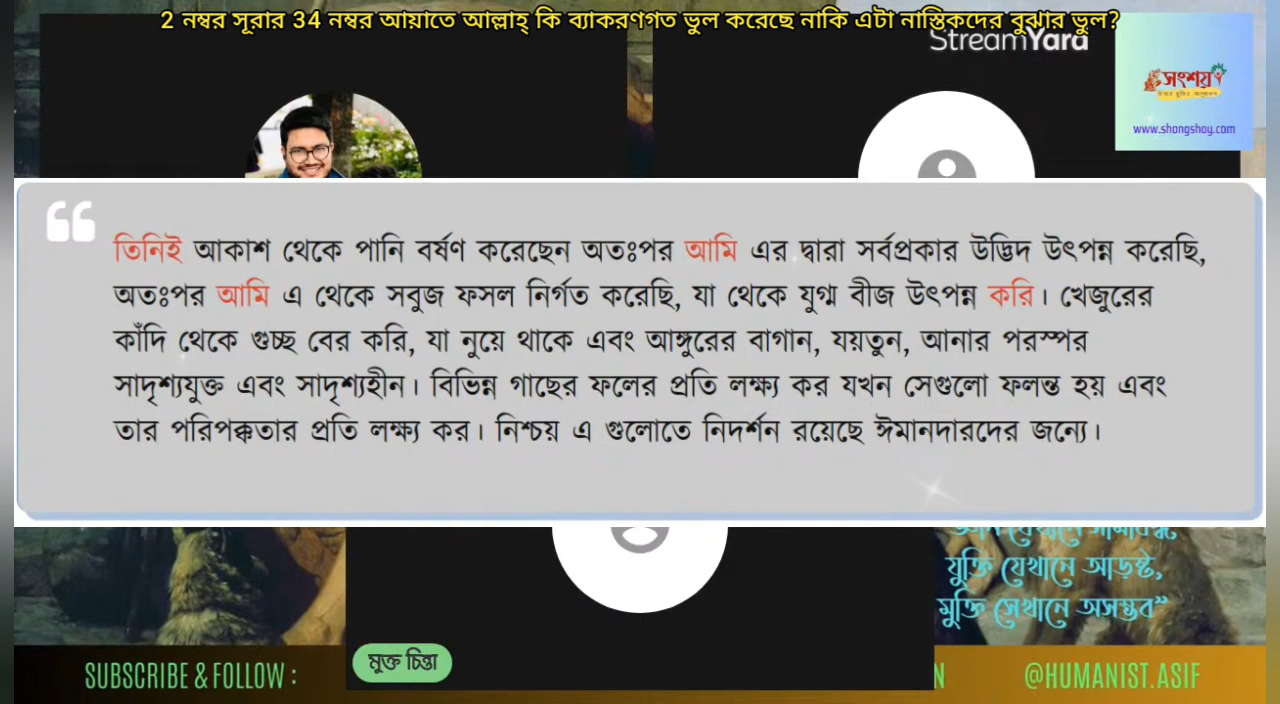 2 নম্বর সূরার 34 নম্বর আয়াতে আল্লাহ্ কি ব্যাকরণগত ভুল করেছে নাকি এটা নাস্তিকদের বুঝার ভুল?
StreamYard
সংশয়
www.shongshoy.com
তিনিই আকাশ থেকে পানি বর্ষণ করেছেন অতঃপর আমি এর দ্বারা সর্বপ্রকার উদ্ভিদ উৎপন্ন করেছি,
অতঃপর আমি এ থেকে সবুজ ফসল নির্গত করেছি, যা থেকে যুগ্ম বীজ উৎপন্ন করি। খেজুরের
কাঁদি থেকে গুচ্ছ বের করি, যা নুয়ে থাকে এবং আঙ্গুরের বাগান, যয়তুন, আনার পরস্পর
সাদৃশ্যযুক্ত এবং সাদৃশ্যহীন। বিভিন্ন গাছের ফলের প্রতি লক্ষ্য কর যখন সেগুলো ফলন্ত হয় এবং
তার পরিপক্কতার প্রতি লক্ষ্য কর। নিশ্চয় এ গুলোতে নিদর্শন রয়েছে ঈমানদারদের জন্যে।
যুক্তি যেখানে আড়ষ্ট,
মুক্তি সেখানে অসম্ভব”
মুক্ত চিন্তা
SUBSCRIBE & FOLLOW :
N
@HUMANIST.ASIF